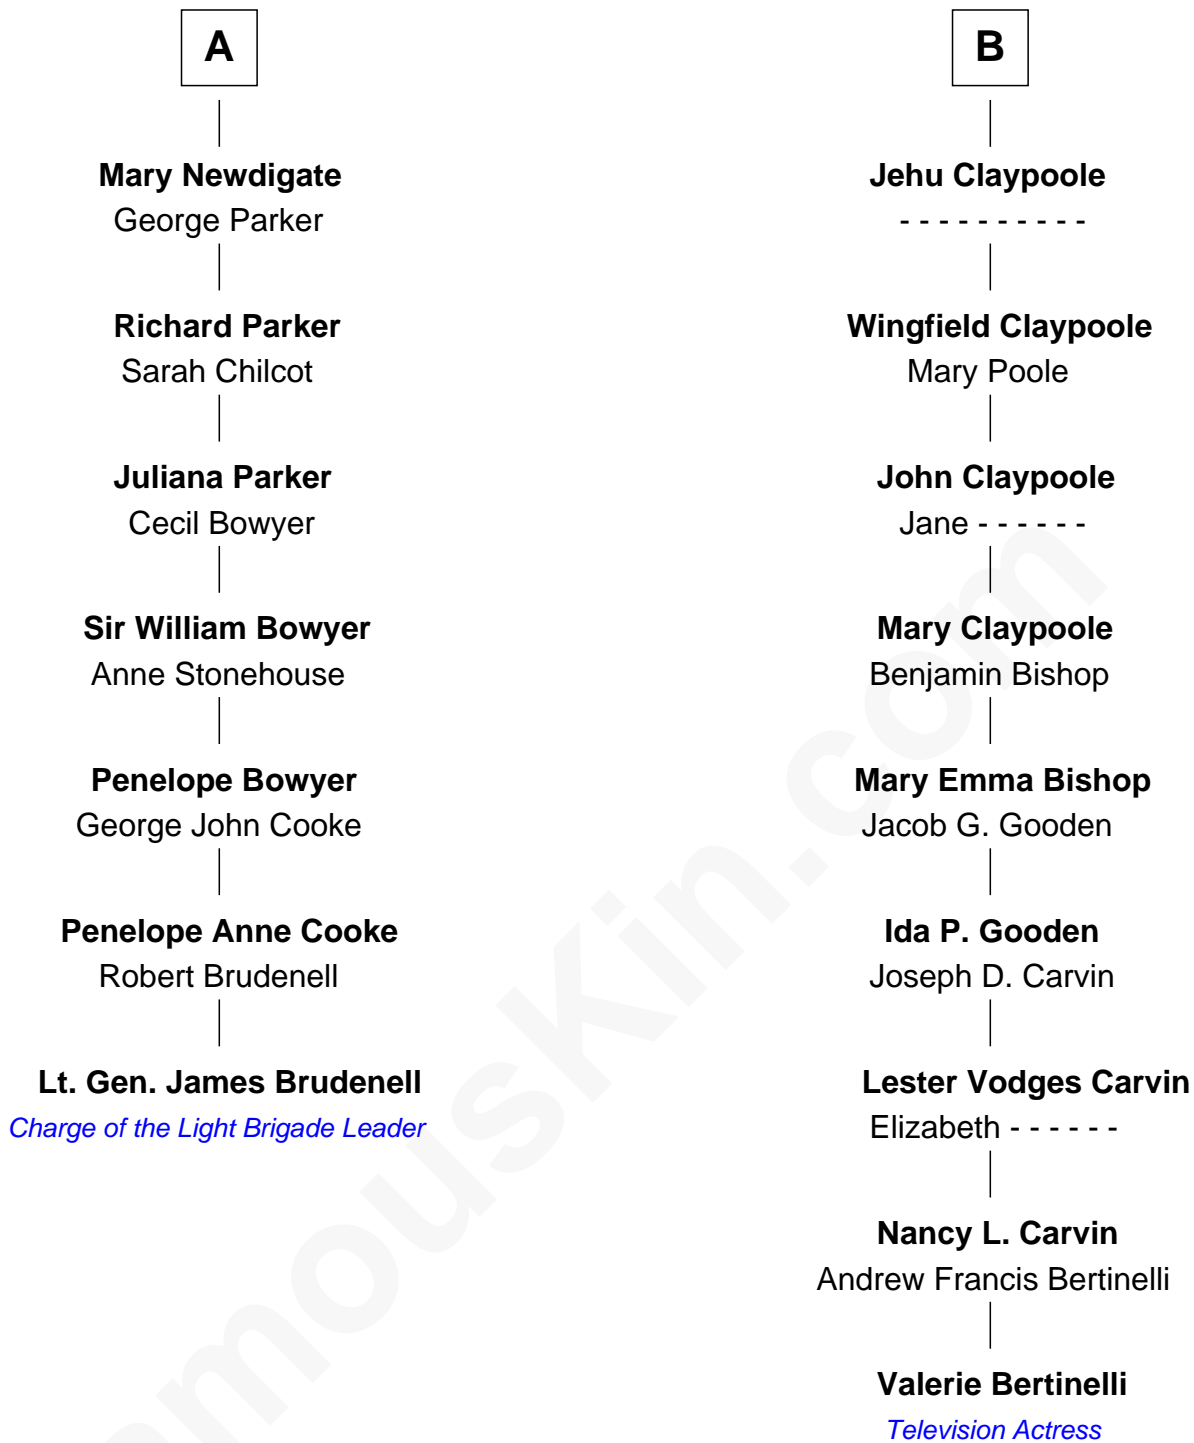 A
Mary Newdigate
George Parker
Richard Parker
Sarah Chilcot
Juliana Parker
Cecil Bowyer
Sir William Bowyer
Anne Stonehouse
Penelope Bowyer
George John Cooke
Penelope Anne Cooke
Robert Brudenell
Lt. Gen. James Brudenell
Charge of the Light Brigade Leader
B
Jehu Claypoole
- - - - - - - - - -
Wingfield Claypoole
Mary Poole
John Claypoole
Jane - - - - - -
Mary Claypoole
Benjamin Bishop
Mary Emma Bishop
Jacob G. Gooden
Ida P. Gooden
Joseph D. Carvin
Lester Vodges Carvin
Elizabeth - - - - - -
Nancy L. Carvin
Andrew Francis Bertinelli
Valerie Bertinelli
Television Actress
amousKin.com